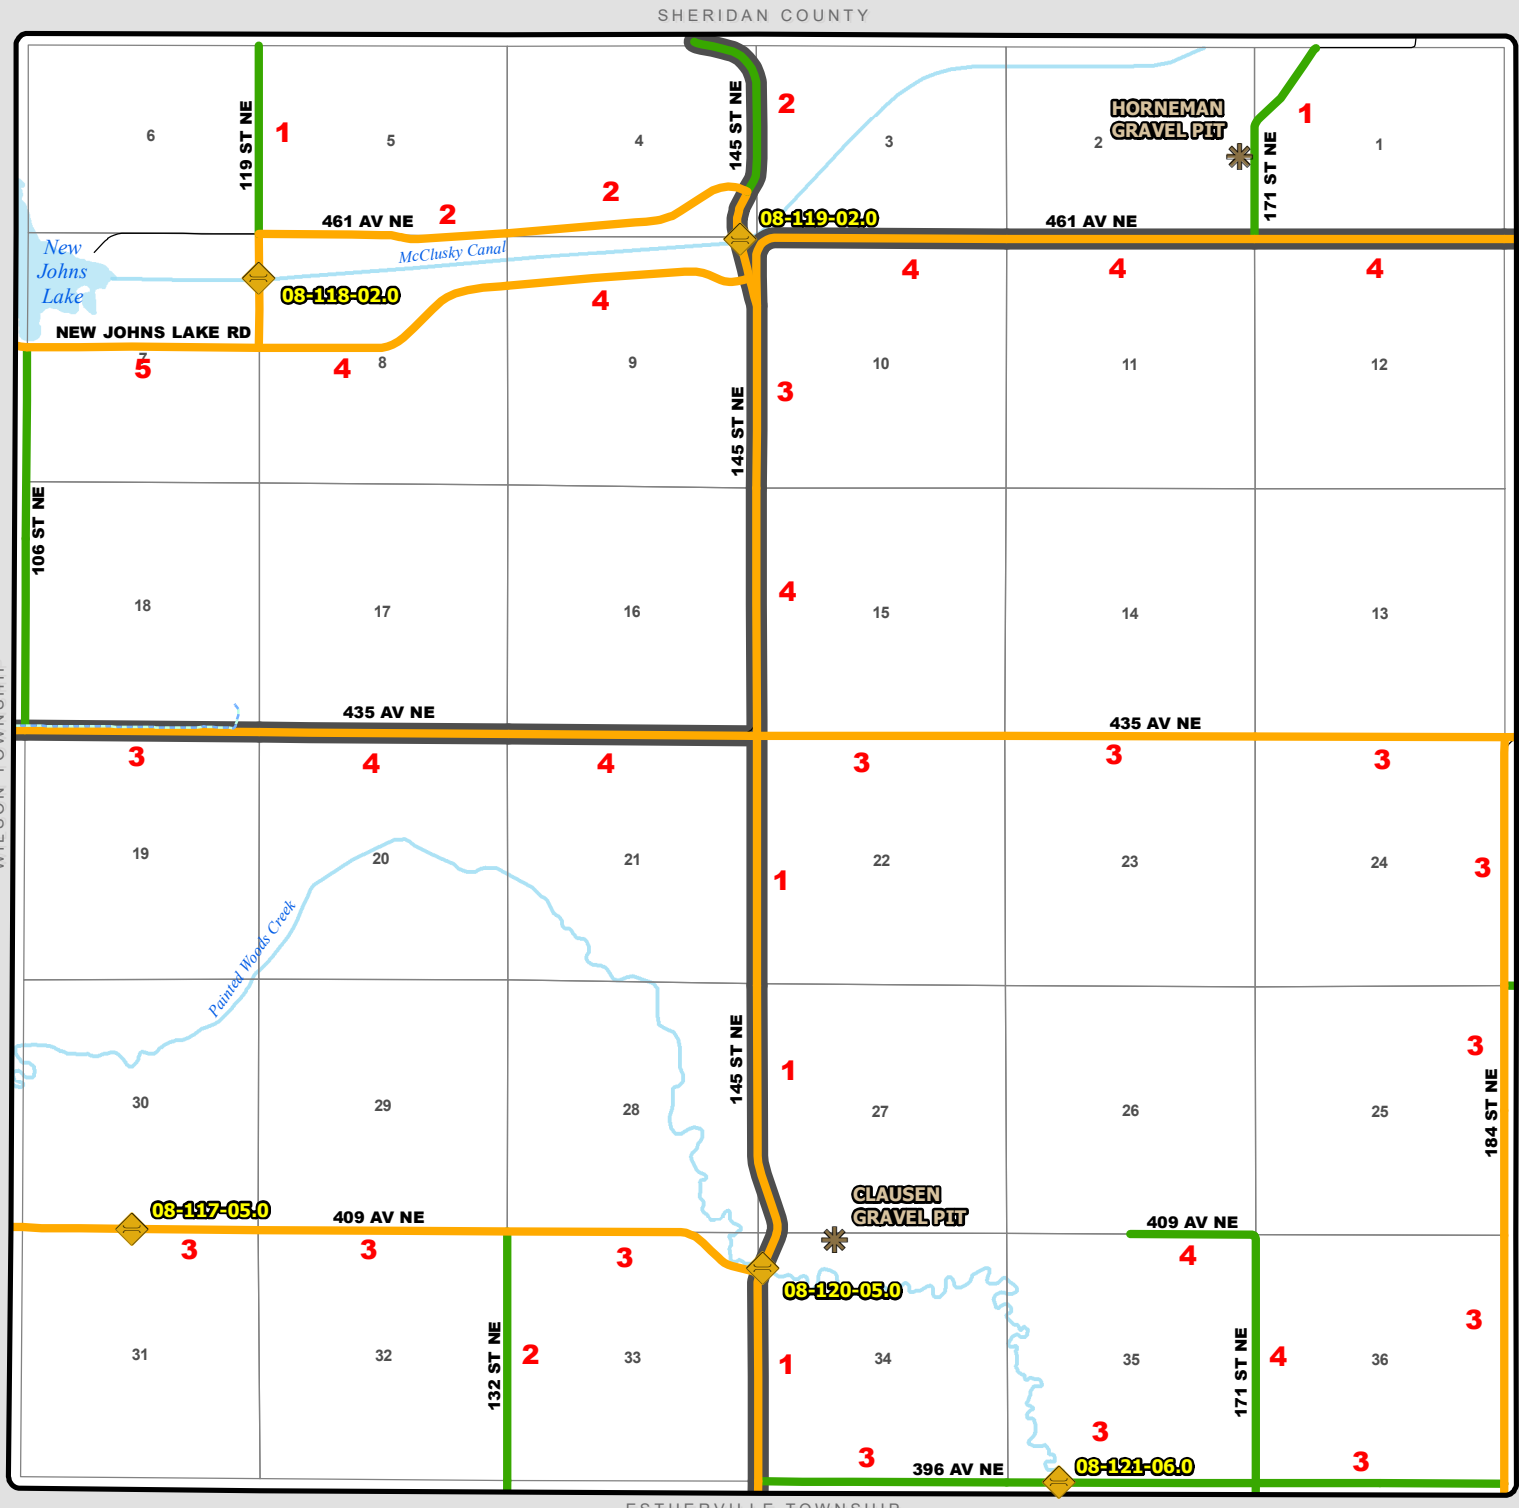 SHERIDAN COUNTY
6
119 ST NE
1
5
4
145 ST NE
2
3
HORNEMAN
GRAVEL PIT
2
171 ST NE
1
1
461 AV NE
2
2
08-119-02.0
461 AV NE
New
Johns
Lake
McClusky Canal
08-118-02.0
4
4
4
4
NEW JOHNS LAKE RD
7
5
4
8
9
145 ST NE
3
10
11
12
106 ST NE
18
17
16
4
15
14
13
WILSON TOWNSHIP
435 AV NE
435 AV NE
3
4
4
3
3
3
19
20
21
1
22
23
24
3
Painted Woods Creek
30
29
28
145 ST NE
1
27
26
25
3
184 ST NE
08-117-05.0
409 AV NE
3
3
3
CLAUSEN
GRAVEL PIT
409 AV NE
4
08-120-05.0
31
32
132 ST NE
2
33
1
34
35
171 ST NE
4
36
3
3
396 AV NE
3
08-121-06.0
3
ESTHERVILLE TOWNSHIP